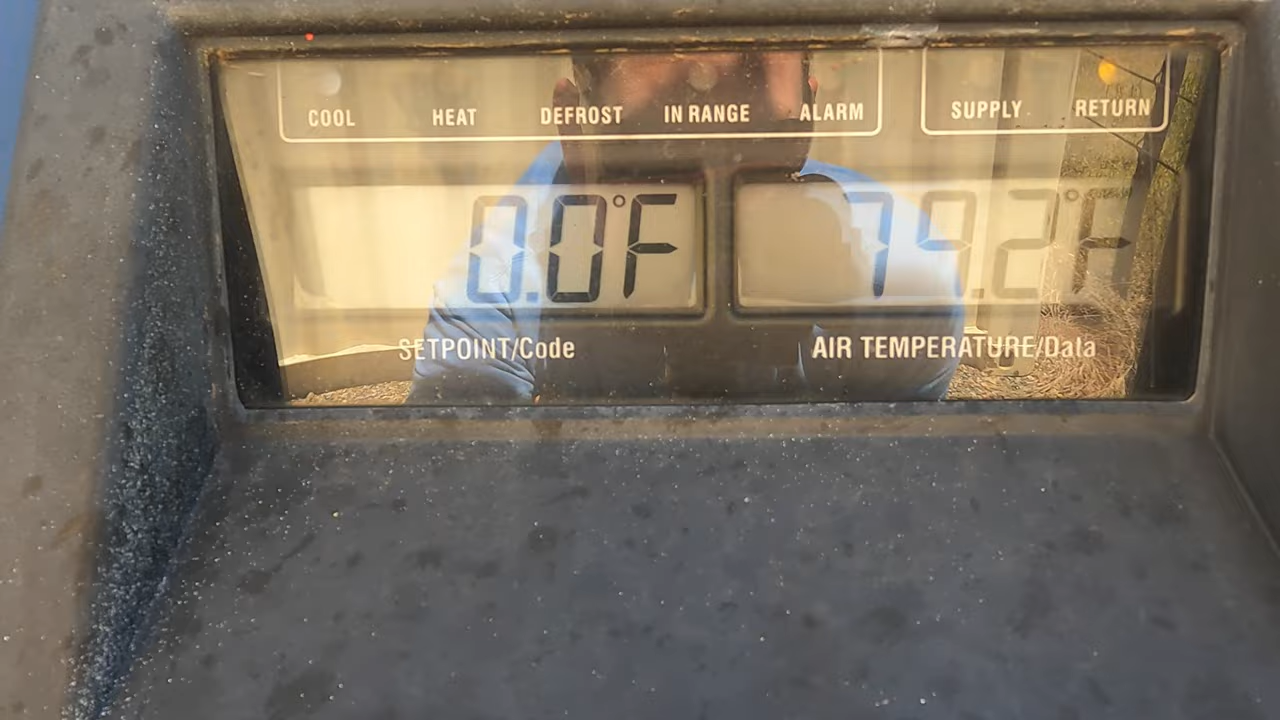 COOL HEAT DEFROST IN RANGE ALARM SUPPLY RETURN
0.0°F 79.2°F
SETPOINT/Code AIR TEMPERATURE/Data